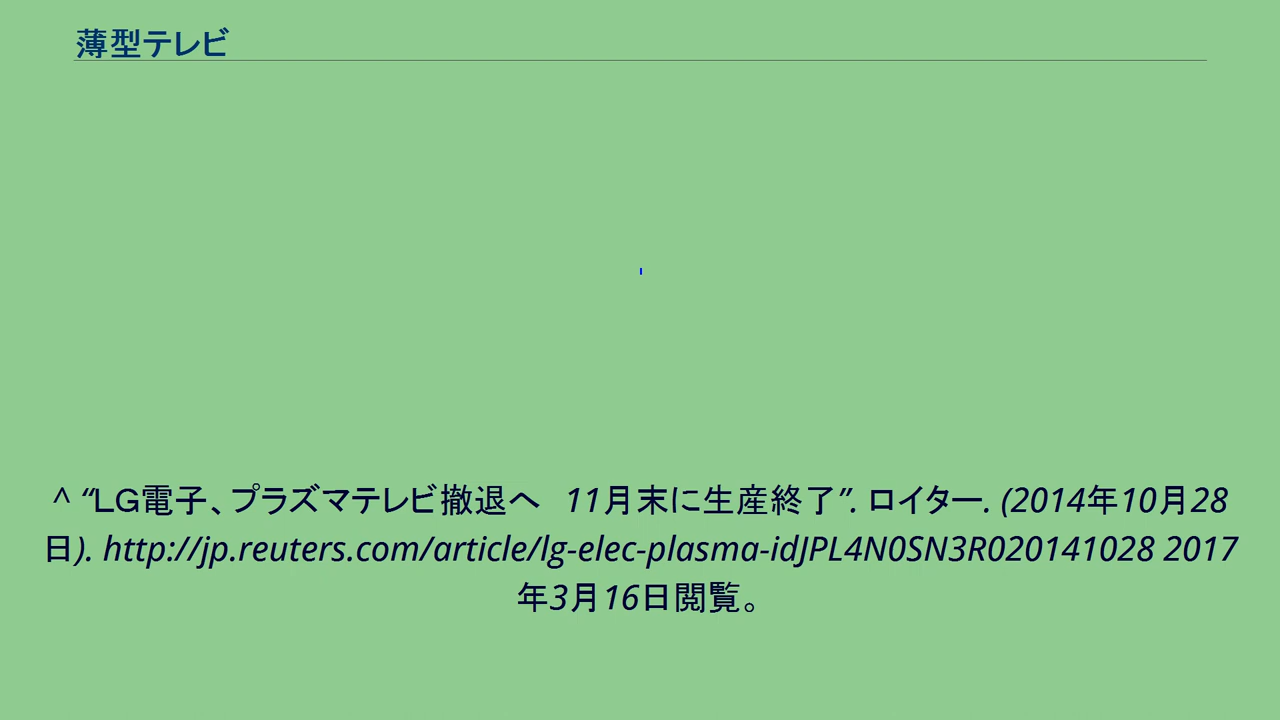 薄型テレビ
^ “LG電子、プラズマテレビ撤退へ　11月末に生産終了”. ロイター. (2014年10月28
日). http://jp.reuters.com/article/lg-elec-plasma-idJPL4N0SN3R020141028 2017
年3月16日閲覧。